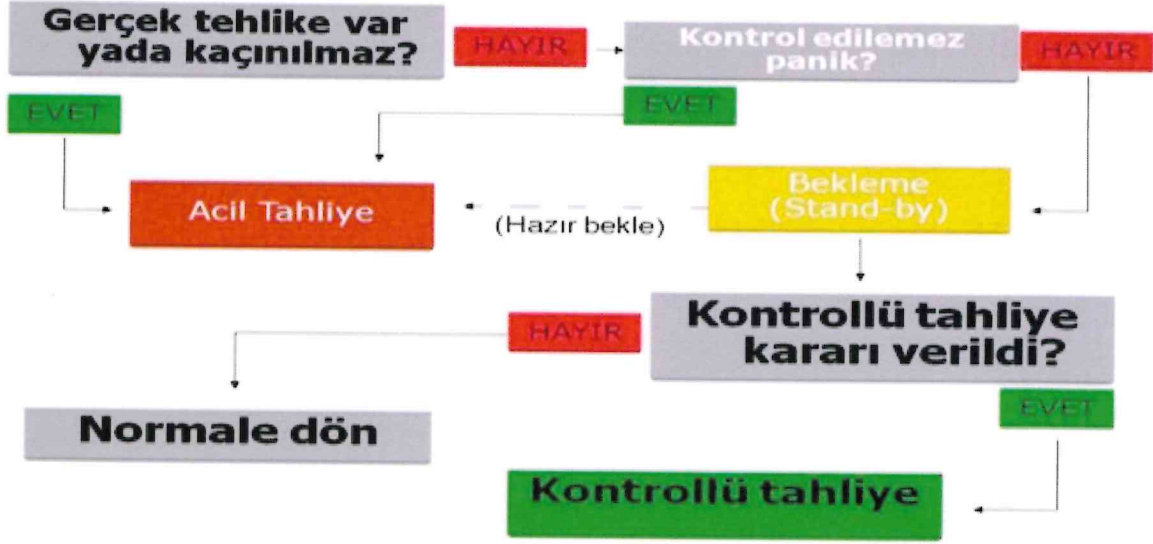 Gerçek tehlike var
yada kaçınılmaz?
HAYIR
Kontrol edilemez
panik?
HAYIR
EVET
EVET
Acil Tahliye
(Hazır bekle)
Bekleme
(Stand-by)
HAYIR
Kontrollü tahliye
kararı verildi?
EVET
Normale dön
Kontrollü tahliye